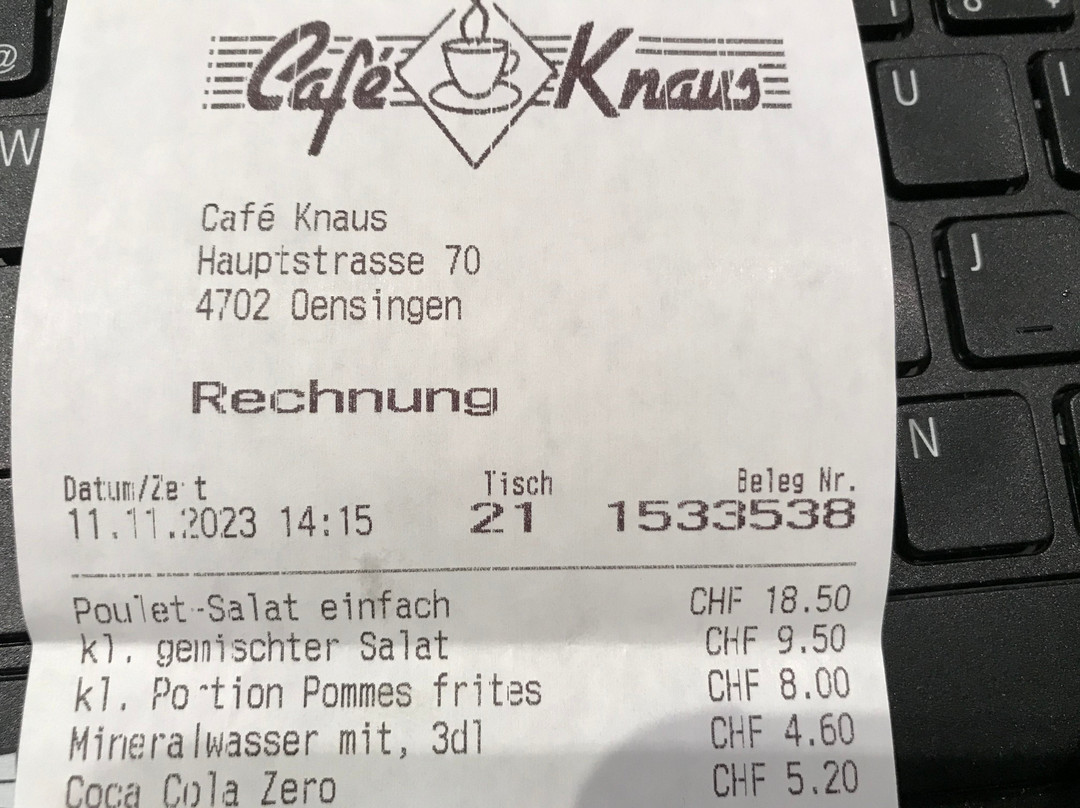 Café Knaus
Café Knaus
Hauptstrasse 70
4702 Oensingen
Rechnung
Datum/Zeit Tisch Beleg Nr.
11.11.2023 14:15 21 1533538
Poulet-Salat einfach CHF 18.50
kl. gemischter Salat CHF 9.50
kl. Portion Pommes frites CHF 8.00
Mineralwasser mit, 3dl CHF 4.60
Coca Cola Zero CHF 5.20
@
W
U
I
J
N